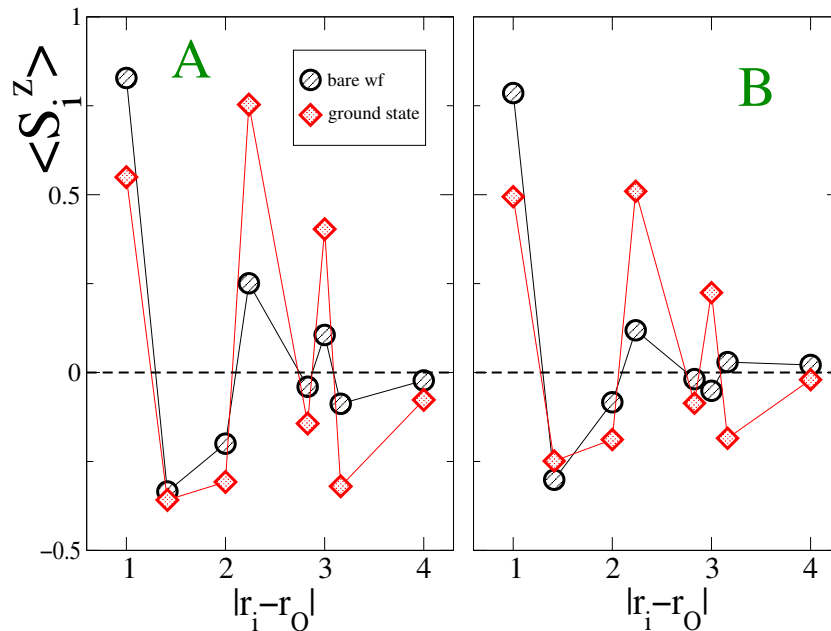 1
0.5
0
−0.5
<S_i^z>
A
bare wf
ground state
B
1 2 3 4
1 2 3 4
|r_i−r_O|
|r_i−r_O|